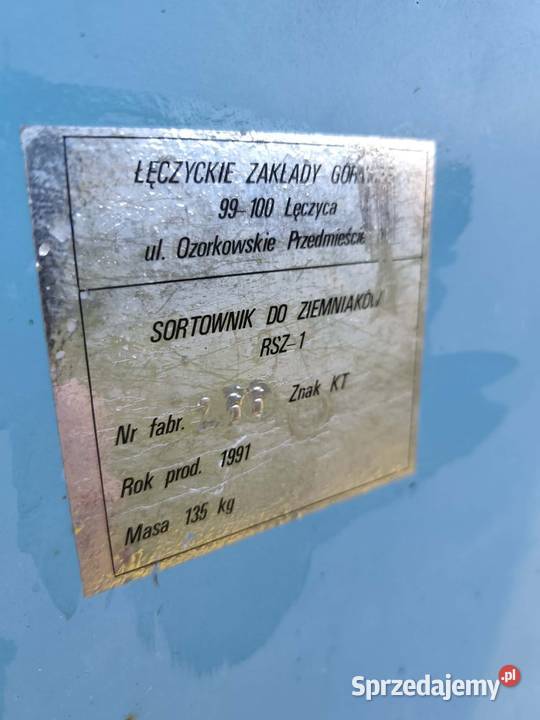 ŁĘCZYCKIE ZAKŁADY
99-100 Łęczyca
ul. Ozorkowskie Przedmieście
SORTOWNIK DO ZIEMNIAKÓW
RSZ-1
Nr fabr. Znak KT
Rok prod. 1991
Masa 135 kg
Sprzedajemy.pl